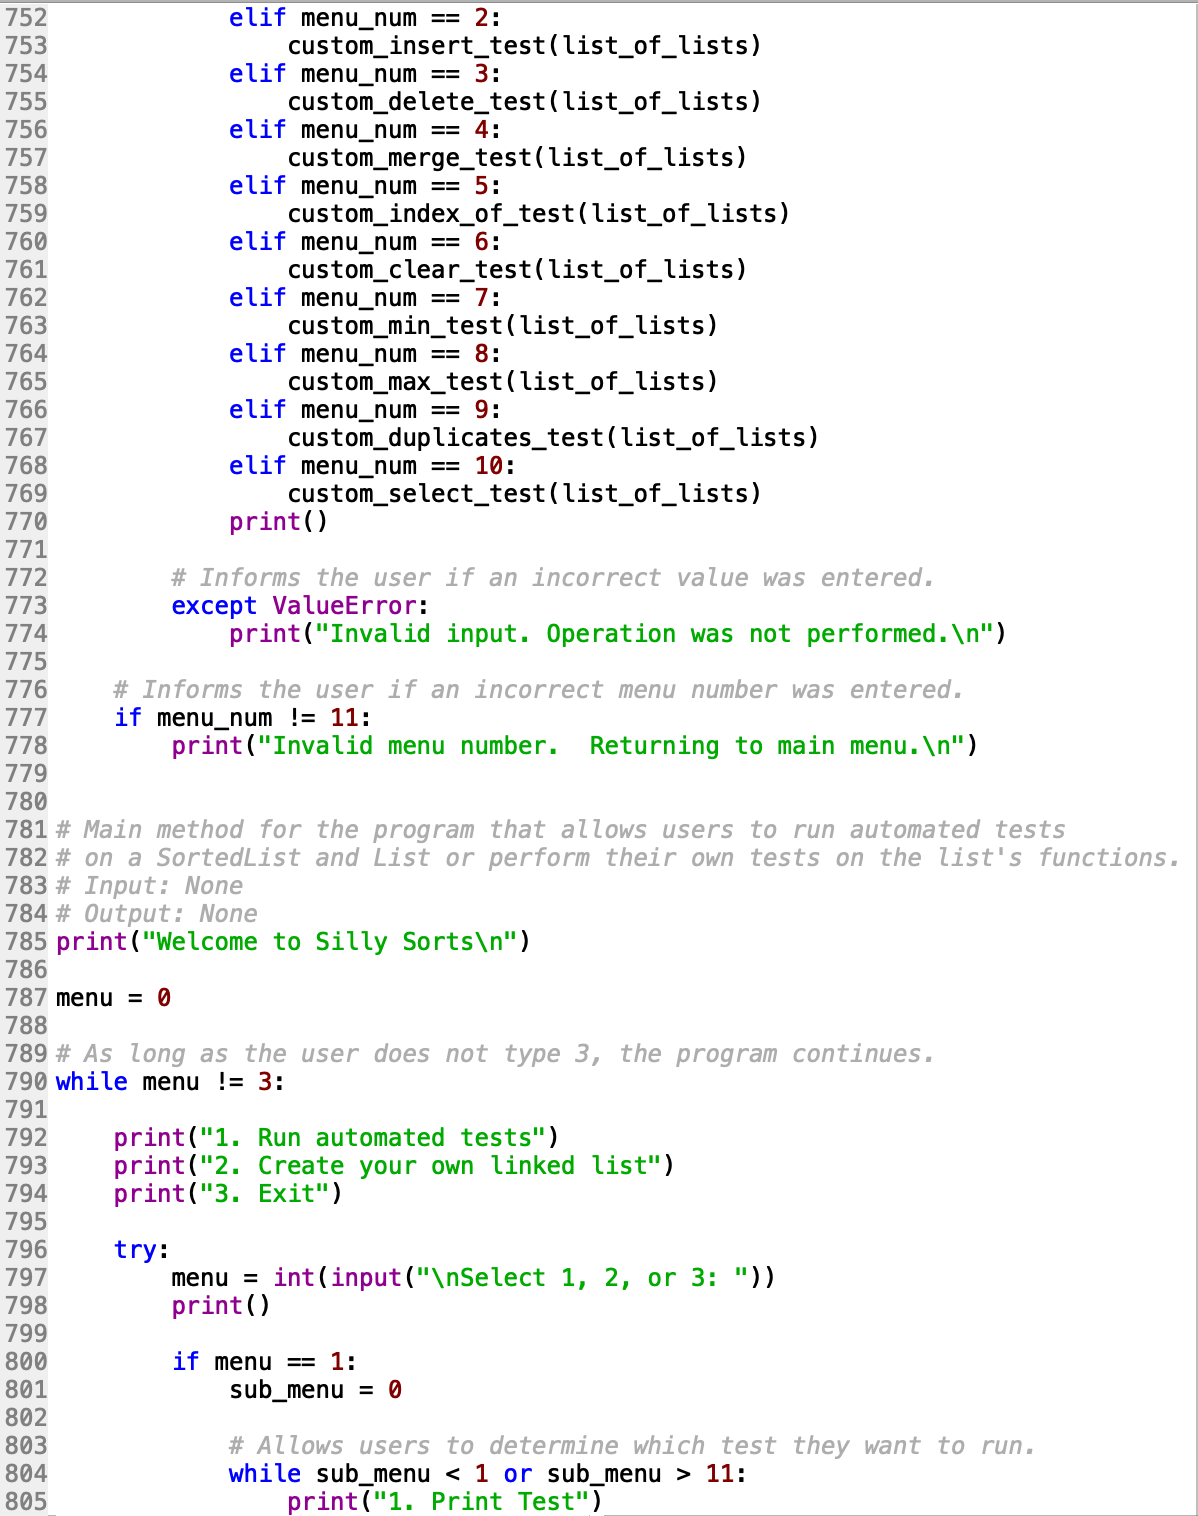 752             elif menu_num == 2:
753                 custom_insert_test(list_of_lists)
754             elif menu_num == 3:
755                 custom_delete_test(list_of_lists)
756             elif menu_num == 4:
757                 custom_merge_test(list_of_lists)
758             elif menu_num == 5:
759                 custom_index_of_test(list_of_lists)
760             elif menu_num == 6:
761                 custom_clear_test(list_of_lists)
762             elif menu_num == 7:
763                 custom_min_test(list_of_lists)
764             elif menu_num == 8:
765                 custom_max_test(list_of_lists)
766             elif menu_num == 9:
767                 custom_duplicates_test(list_of_lists)
768             elif menu_num == 10:
769                 custom_select_test(list_of_lists)
770             print()
771
772         # Informs the user if an incorrect value was entered.
773         except ValueError:
774             print("Invalid input. Operation was not performed.\n")
775
776     # Informs the user if an incorrect menu number was entered.
777     if menu_num != 11:
778         print("Invalid menu number.  Returning to main menu.\n")
779
780
781 # Main method for the program that allows users to run automated tests
782 # on a SortedList and List or perform their own tests on the list's functions.
783 # Input: None
784 # Output: None
785 print("Welcome to Silly Sorts\n")
786
787 menu = 0
788
789 # As long as the user does not type 3, the program continues.
790 while menu != 3:
791
792     print("1. Run automated tests")
793     print("2. Create your own linked list")
794     print("3. Exit")
795
796     try:
797         menu = int(input("\nSelect 1, 2, or 3: "))
798         print()
799
800         if menu == 1:
801             sub_menu = 0
802
803             # Allows users to determine which test they want to run.
804             while sub_menu < 1 or sub_menu > 11:
805                 print("1. Print Test")